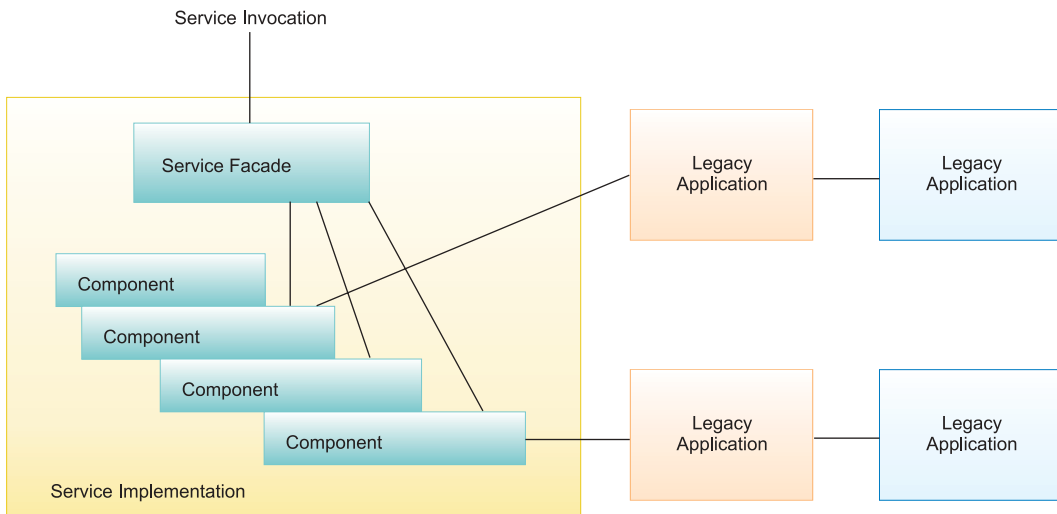 Service Invocation
Service Facade
Legacy
Application
Legacy
Application
Component
Component
Component
Component
Legacy
Application
Legacy
Application
Service Implementation